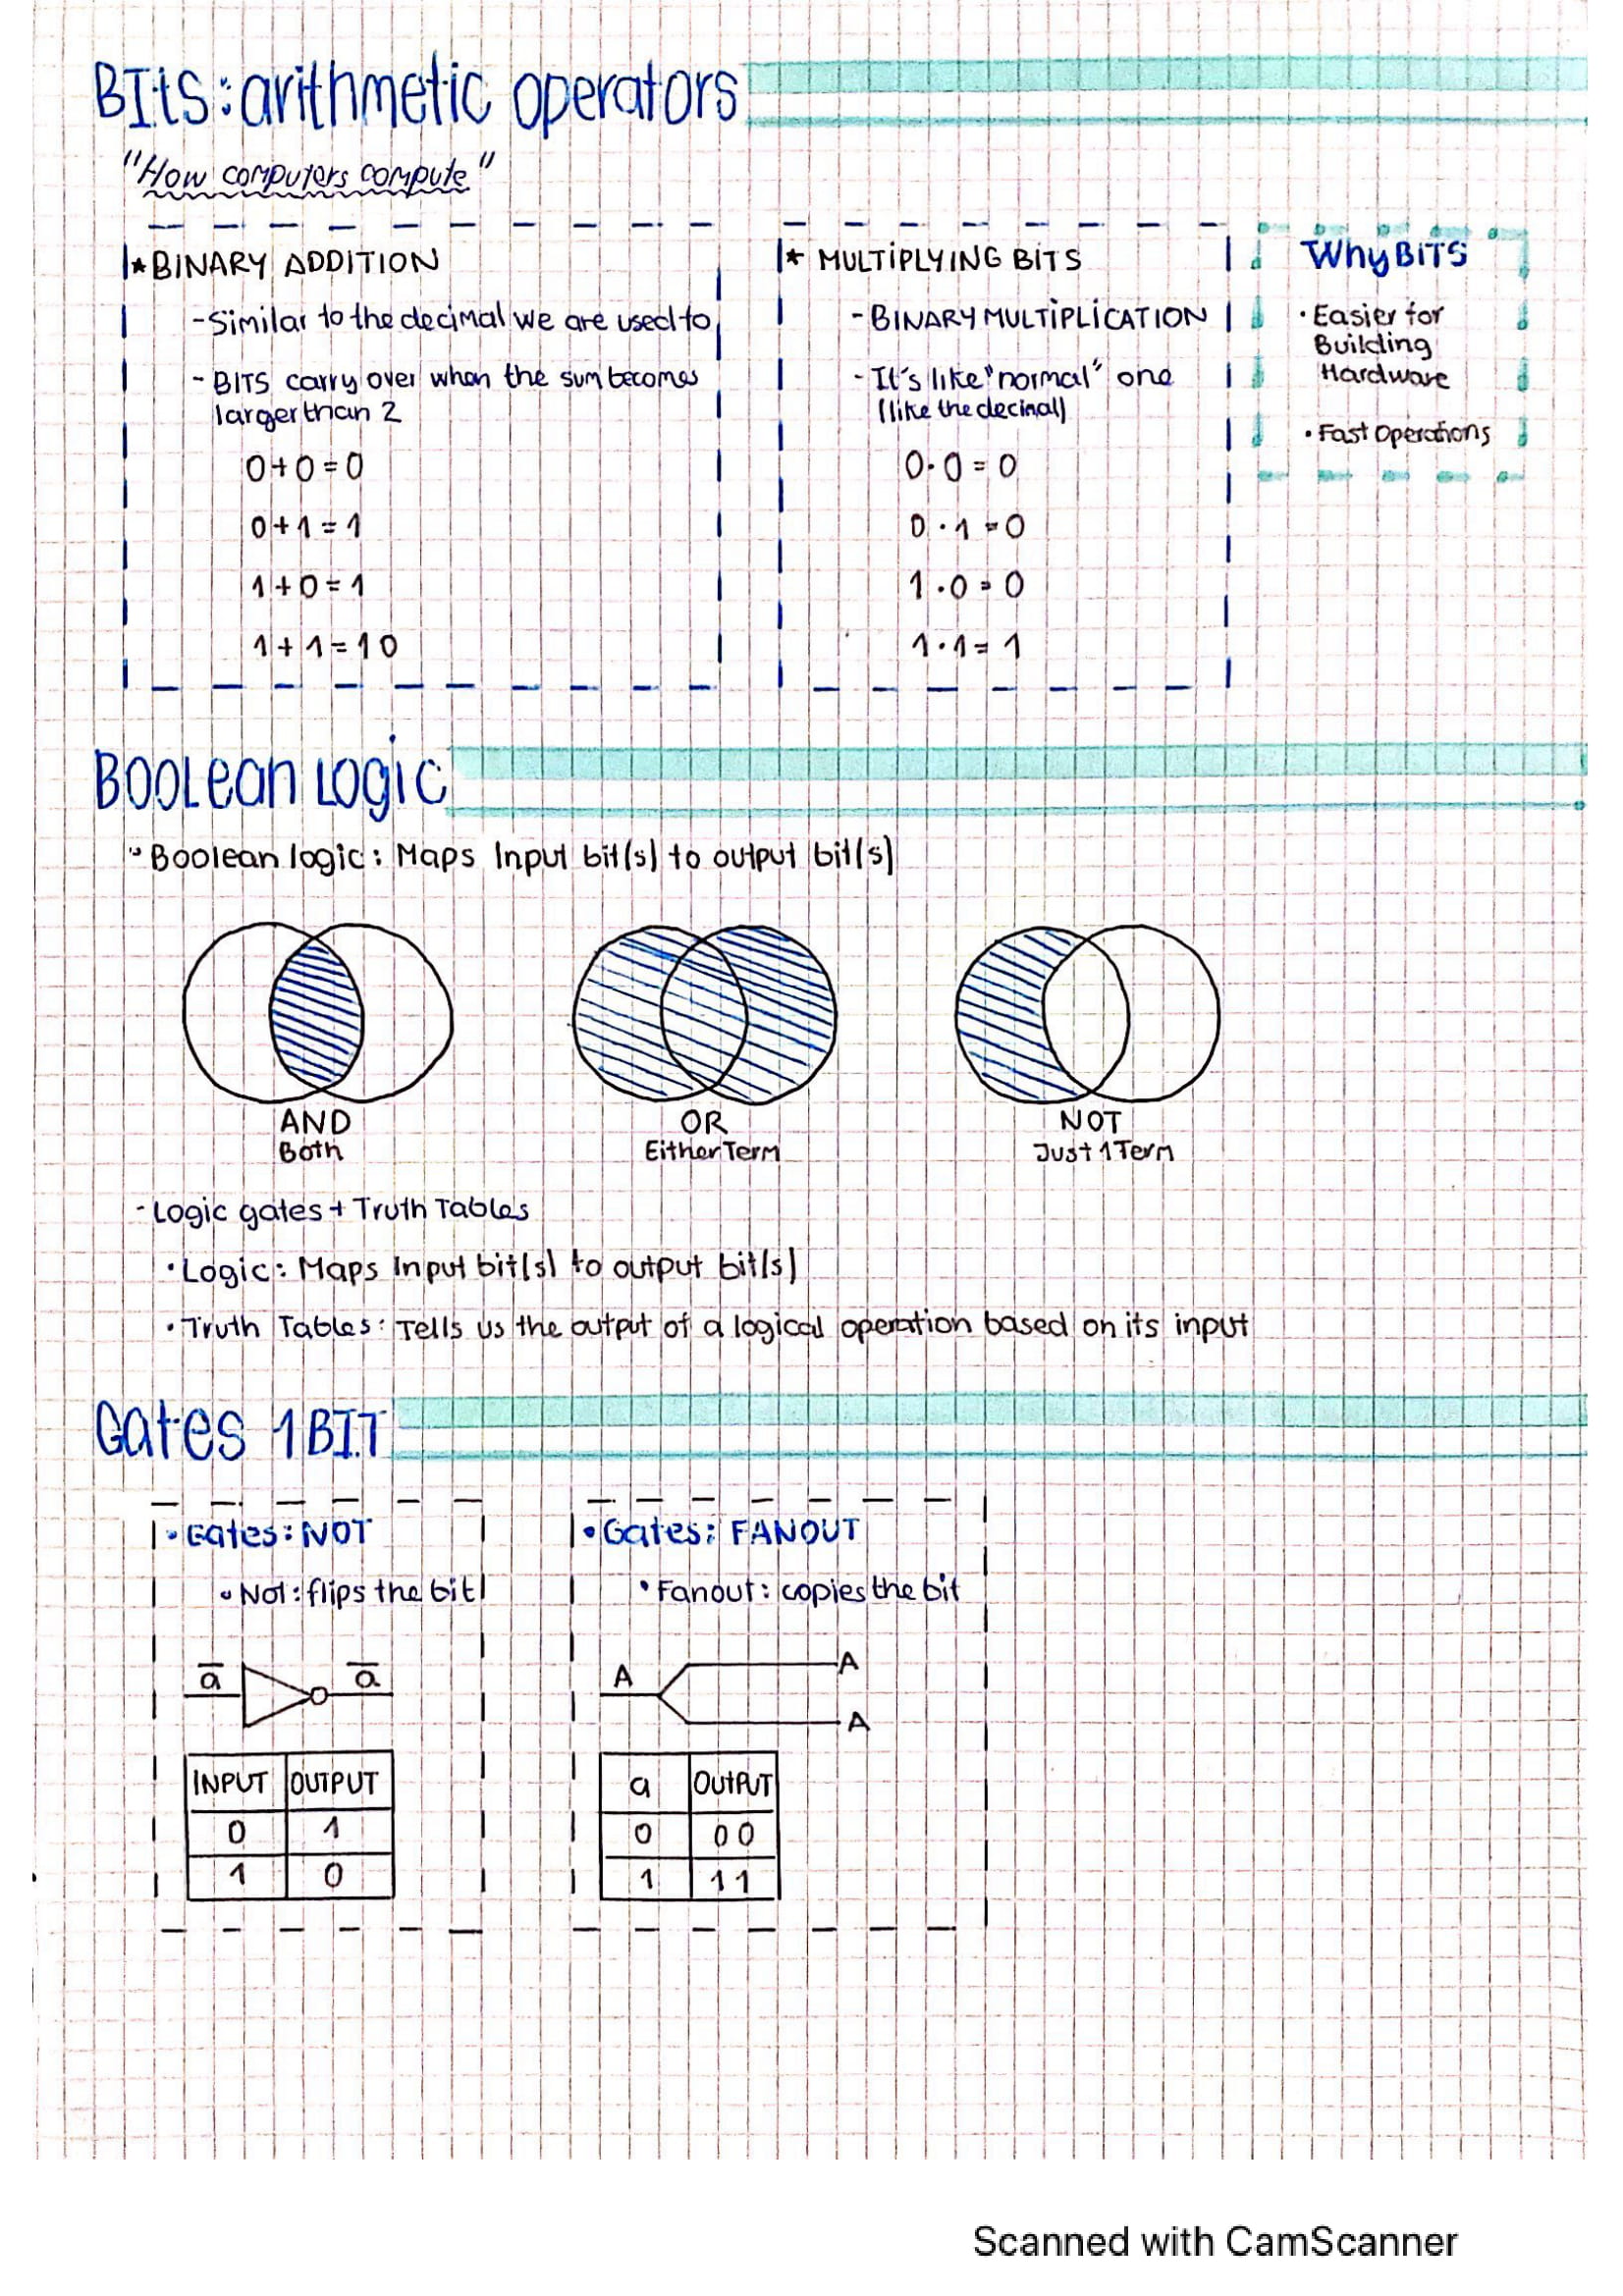 BIts: arithmetic operators
"How computers compute"
* BINARY ADDITION
- Similar to the decimal we are used to
- BITS carry over when the sum becomes
larger than 2
0+0=0
0+1=1
1+0=1
1+1=10
* MULTIPLYING BITS
- BINARY MULTIPLICATION
- It's like "normal" one
(like the decimal)
0·0=0
0·1=0
1·0=0
1·1=1
Why BITS
• Easier for
Building
Hardware
• Fast Operations
BOOLean LOgic
• Boolean logic: Maps Input bit(s) to output bit(s)
AND
Both
OR
Either Term
NOT
Just 1 Term
- Logic gates + Truth Tables
• Logic: Maps Input bit(s) to output bit(s)
• Truth Tables: Tells us the output of a logical operation based on its input
Gates 1 BIT
• Gates: NOT
• Not: flips the bit
a̅ a̅
INPUT OUTPUT
0 1
1 0
• Gates: FANOUT
• Fanout: copies the bit
A A
A
a OUtPUT
0 00
1 11
Scanned with CamScanner